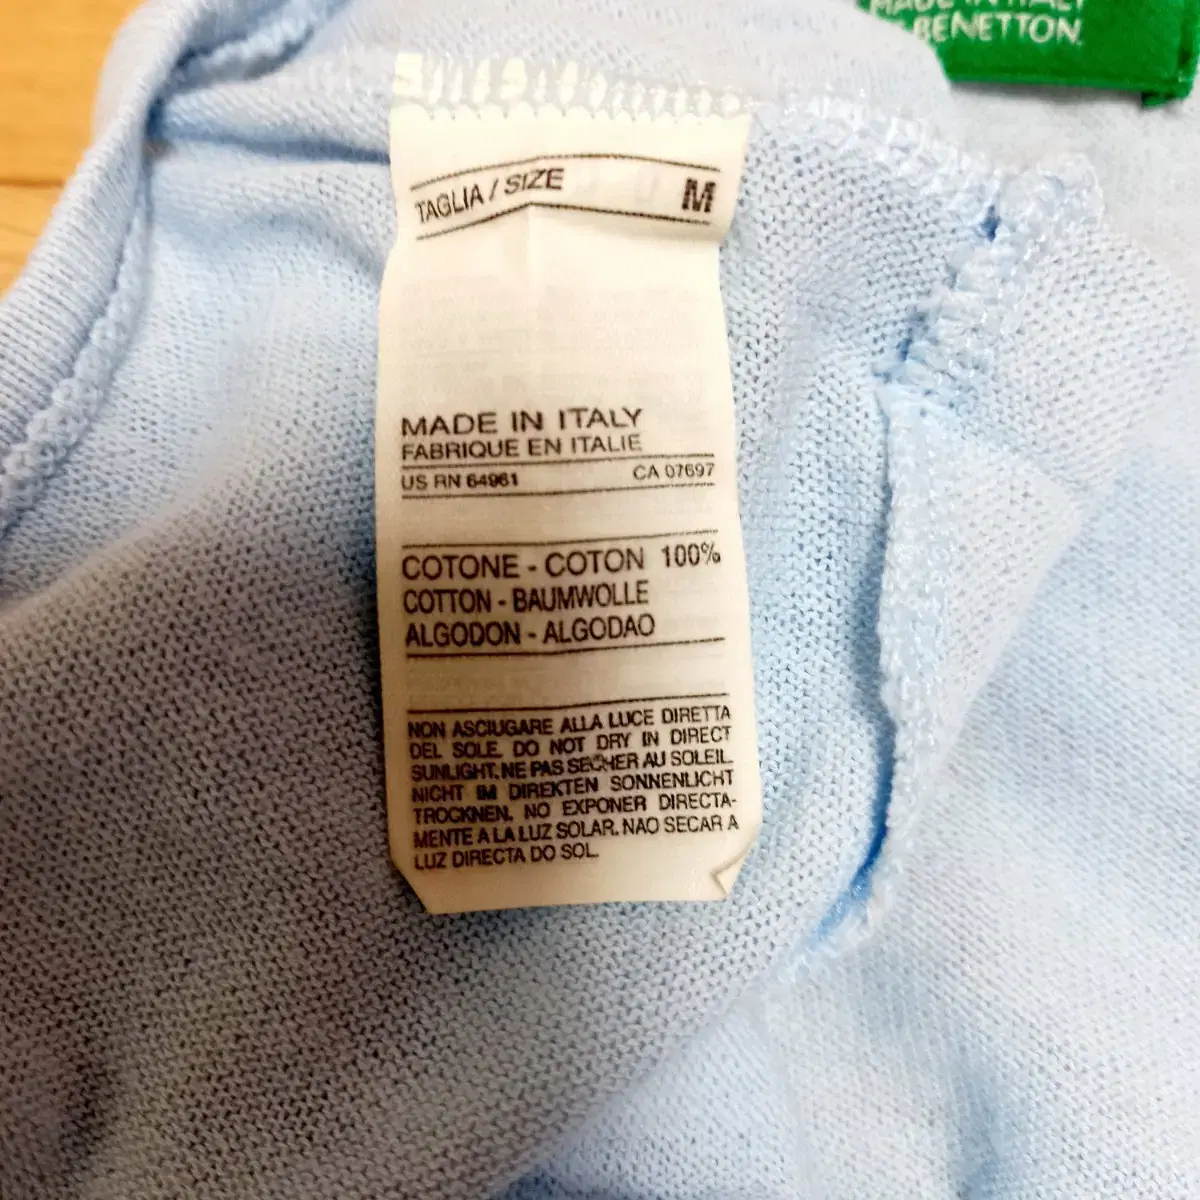 MADE IN ITALY
BENETTON.
TAGLIA / SIZE M
MADE IN ITALY
FABRIQUE EN ITALIE
US RN 64961 CA 07697
COTONE - COTON 100%
COTTON - BAUMWOLLE
ALGODON - ALGODAO
NON ASCIUGARE ALLA LUCE DIRETTA
DEL SOLE. DO NOT DRY IN DIRECT
SUNLIGHT. NE PAS SECHER AU SOLEIL.
NICHT IM DIREKTEN SONNENLICHT
TROCKNEN. NO EXPONER DIRECTA-
MENTE A LA LUZ SOLAR. NAO SECAR A
LUZ DIRECTA DO SOL.